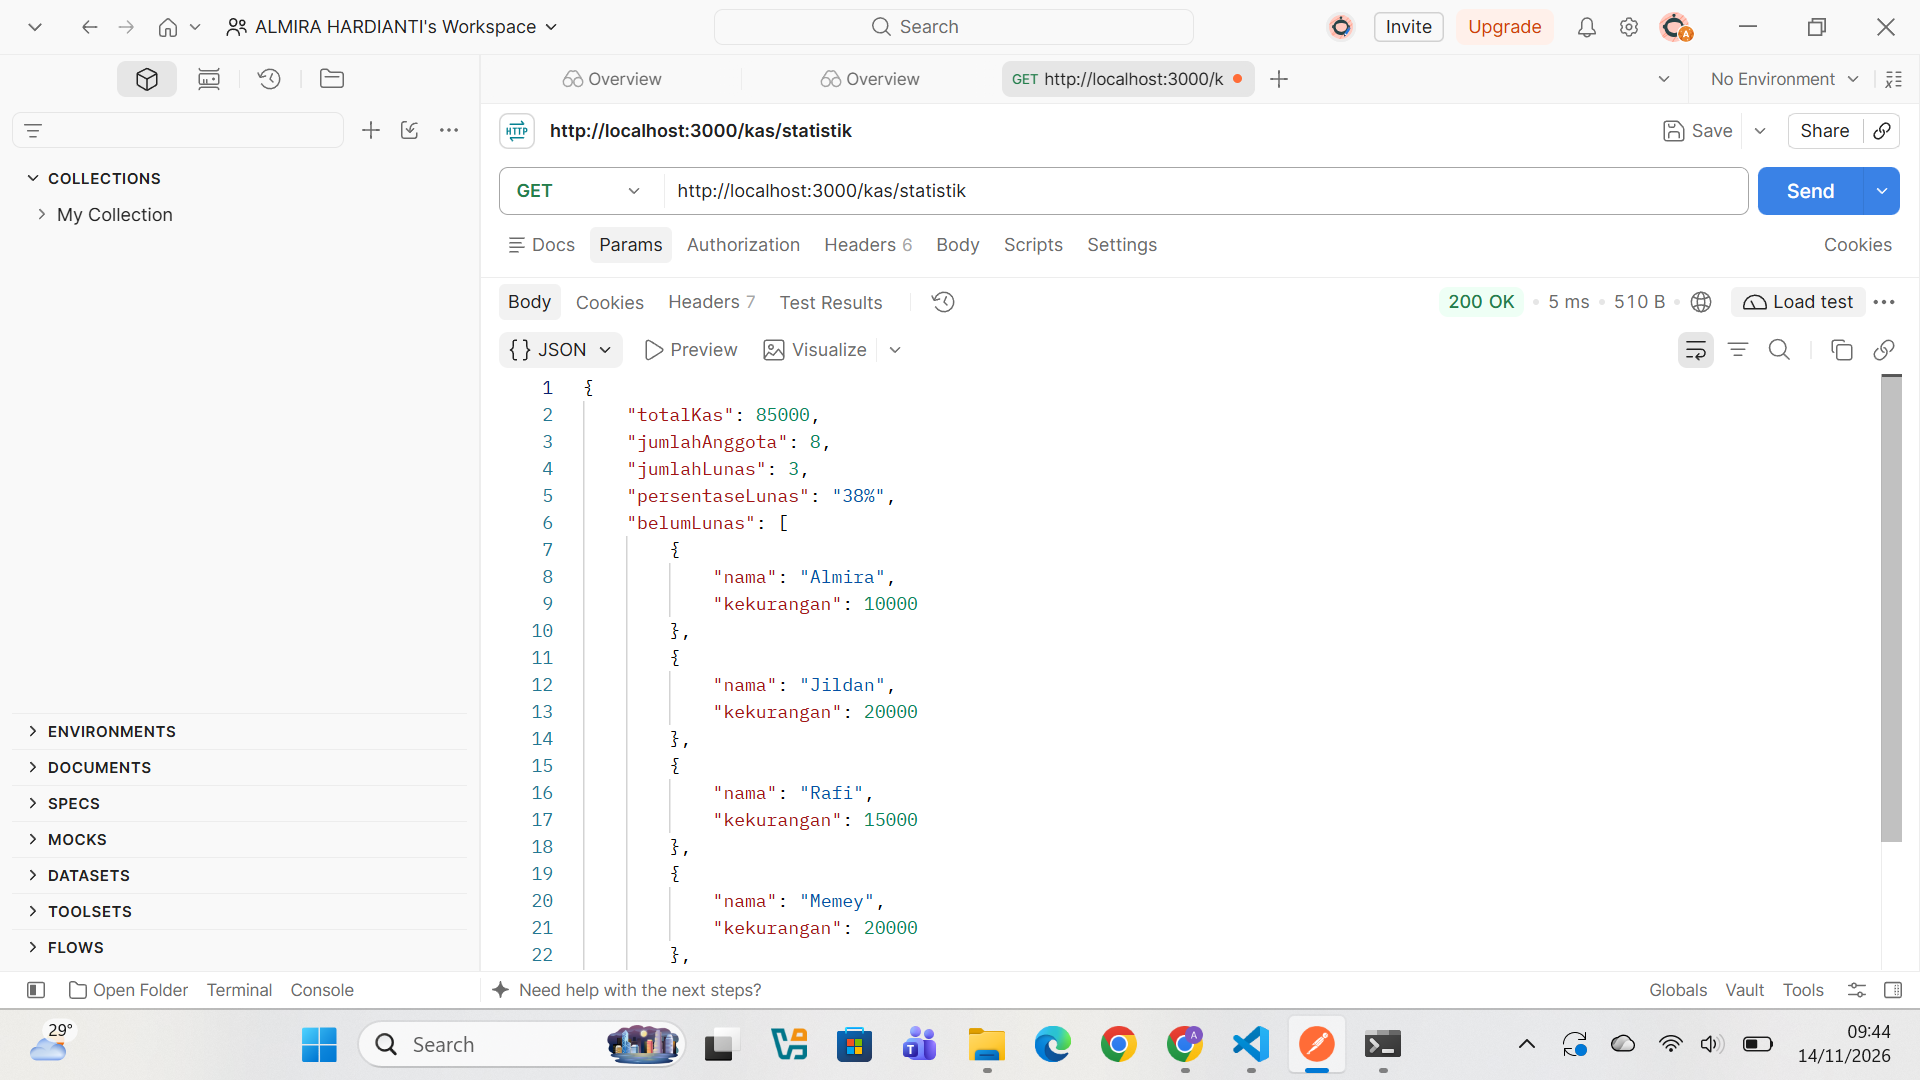 ALMIRA HARDIANTI's Workspace
Search
Invite
Upgrade
Overview
Overview
GET http://localhost:3000/k
No Environment
HTTP http://localhost:3000/kas/statistik
Save
Share
COLLECTIONS
My Collection
GET http://localhost:3000/kas/statistik
Send
Docs Params Authorization Headers 6 Body Scripts Settings
Cookies
Body Cookies Headers 7 Test Results
200 OK • 5 ms • 510 B •
Load test
{} JSON Preview Visualize
1 {
2 "totalKas": 85000,
3 "jumlahAnggota": 8,
4 "jumlahLunas": 3,
5 "persentaseLunas": "38%",
6 "belumLunas": [
7 {
8 "nama": "Almira",
9 "kekurangan": 10000
10 },
11 {
12 "nama": "Jildan",
13 "kekurangan": 20000
14 },
15 {
16 "nama": "Rafi",
17 "kekurangan": 15000
18 },
19 {
20 "nama": "Memey",
21 "kekurangan": 20000
22 },
ENVIRONMENTS
DOCUMENTS
SPECS
MOCKS
DATASETS
TOOLSETS
FLOWS
Open Folder Terminal Console
Need help with the next steps?
Globals Vault Tools
29°
Search
09:44
14/11/2026